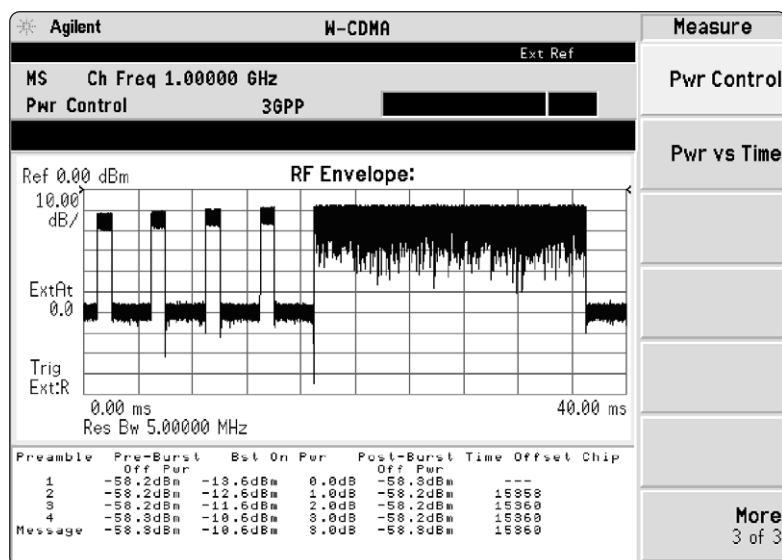 Agilent W-CDMA Measure
Ext Ref
MS Ch Freq 1.00000 GHz
Pwr Control 3GPP
Pwr Control
Pwr vs Time
Ref 0.00 dBm RF Envelope:
10.00
dB/
ExtAt
0.0
Trig
Ext:R
0.00 ms 40.00 ms
Res Bw 5.00000 MHz
Preamble Pre-Burst Bst On Pwr Post-Burst Time Offset Chip
Off Pwr Off Pwr
1 -58.2dBm -13.6dBm 0.0dB -58.3dBm ---
2 -58.2dBm -12.6dBm 1.0dB -58.2dBm 15358
3 -58.2dBm -11.6dBm 2.0dB -58.2dBm 15360
4 -58.3dBm -10.6dBm 3.0dB -58.2dBm 15360
Message -58.3dBm -10.6dBm 3.0dB -58.3dBm 15360
More
3 of 3